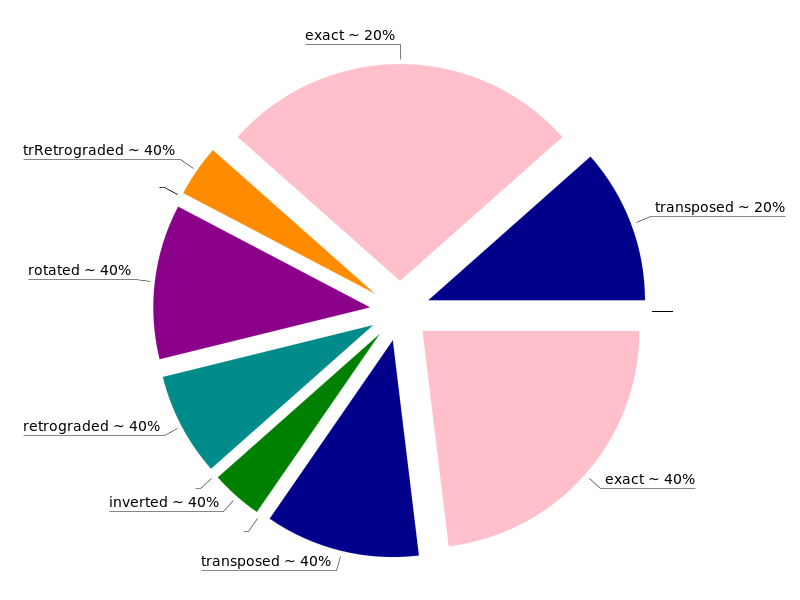 exact ~ 20%
trRetrograded ~ 40%
transposed ~ 20%
rotated ~ 40%
retrograded ~ 40%
exact ~ 40%
inverted ~ 40%
transposed ~ 40%